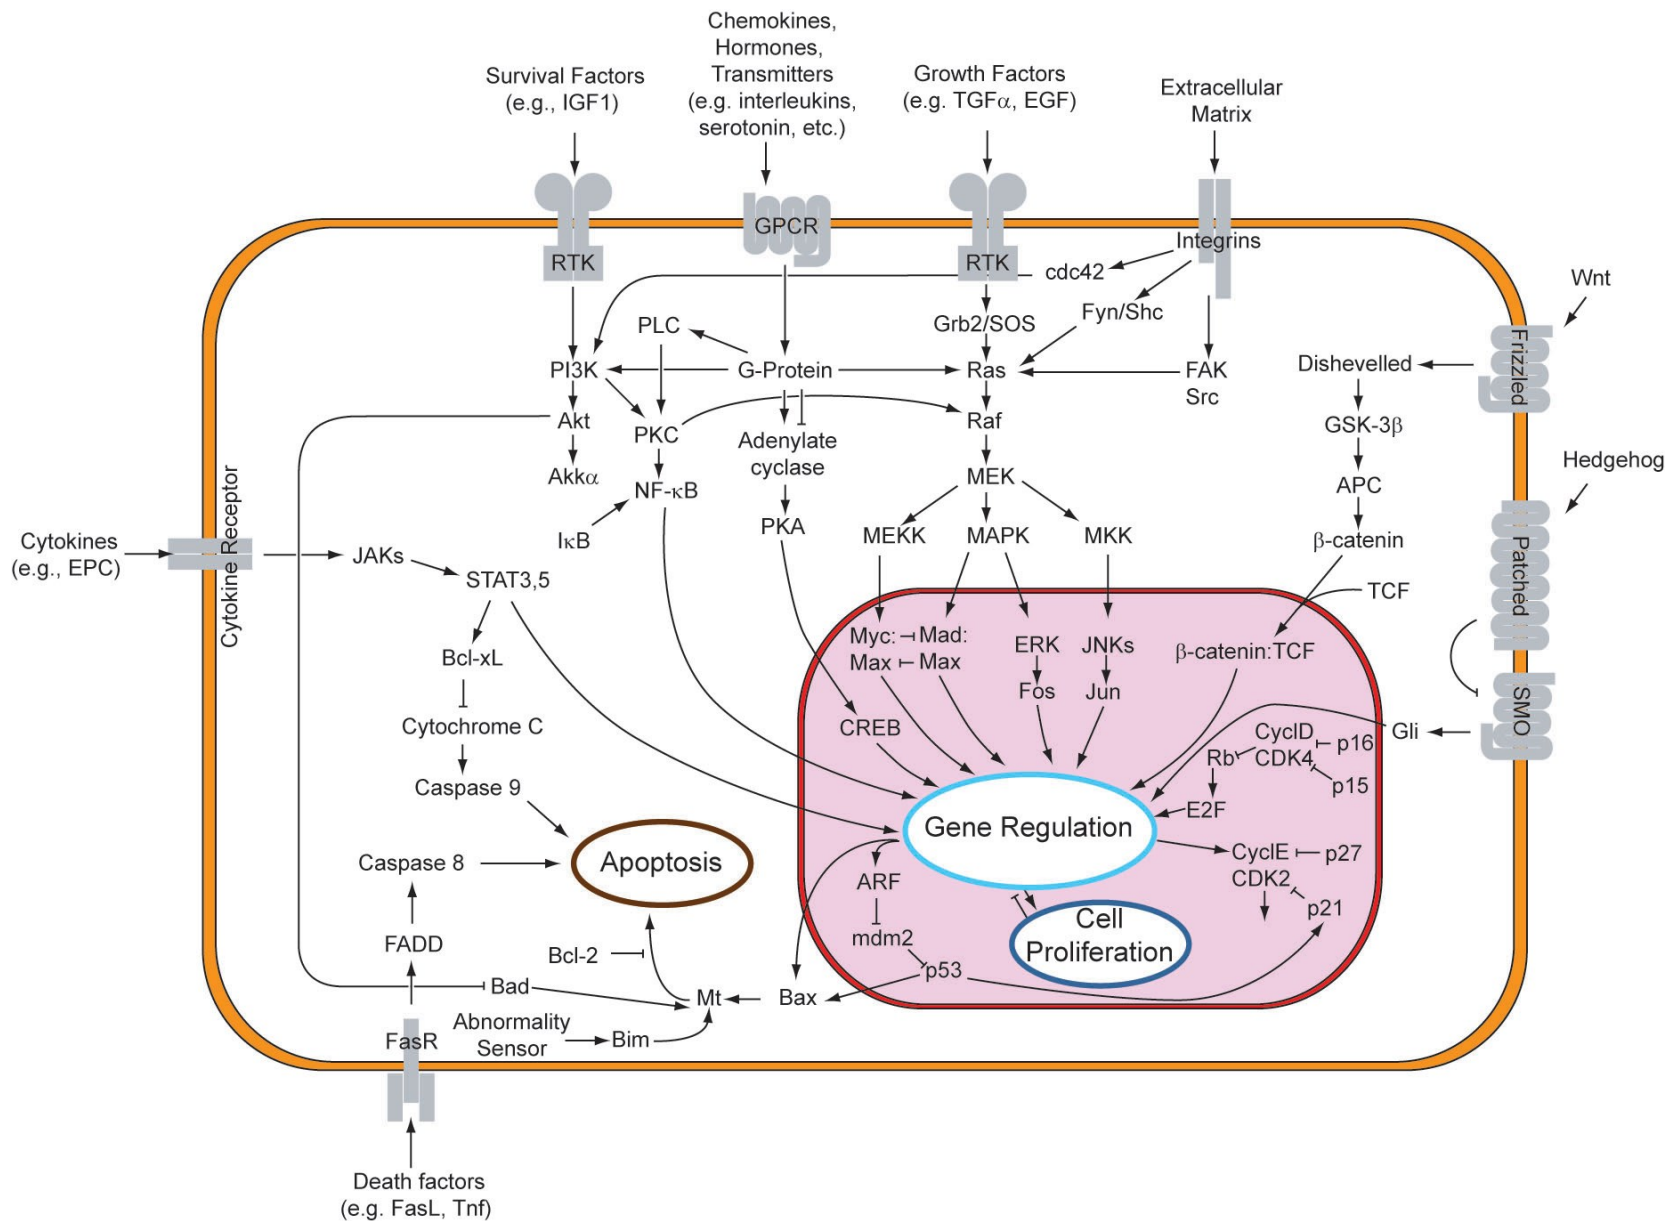 Chemokines,
Hormones,
Transmitters
(e.g. interleukins,
serotonin, etc.)
Survival Factors
(e.g., IGF1)
Growth Factors
(e.g. TGFα, EGF)
Extracellular
Matrix
RTK
GPCR
RTK
Integrins
cdc42
Wnt
Fyn/Shc
Grb2/SOS
PLC
Frizzled
PI3K
G-Protein
Ras
FAK
Src
Dishevelled
Akt
PKC
Raf
GSK-3β
Adenylate
cyclase
Hedgehog
Akkα
NF-κB
MEK
APC
PKA
IκB
MEKK
MAPK
MKK
β-catenin
Cytokines
(e.g., EPC)
Cytokine Receptor
JAKs
STAT3,5
TCF
Patched
Myc:
Mad:
Max
Max
ERK
JNKs
β-catenin:TCF
Bcl-xL
Fos
Jun
SMO
Cytochrome C
CREB
Gli
CyclD
CDK4
p16
Rb
p15
Caspase 9
E2F
Gene Regulation
Caspase 8
Apoptosis
CyclE
CDK2
p27
ARF
p21
Cell
Proliferation
FADD
mdm2
Bcl-2
p53
Bad
Mt
Bax
Abnormality
Sensor
Bim
FasR
Death factors
(e.g. FasL, Tnf)